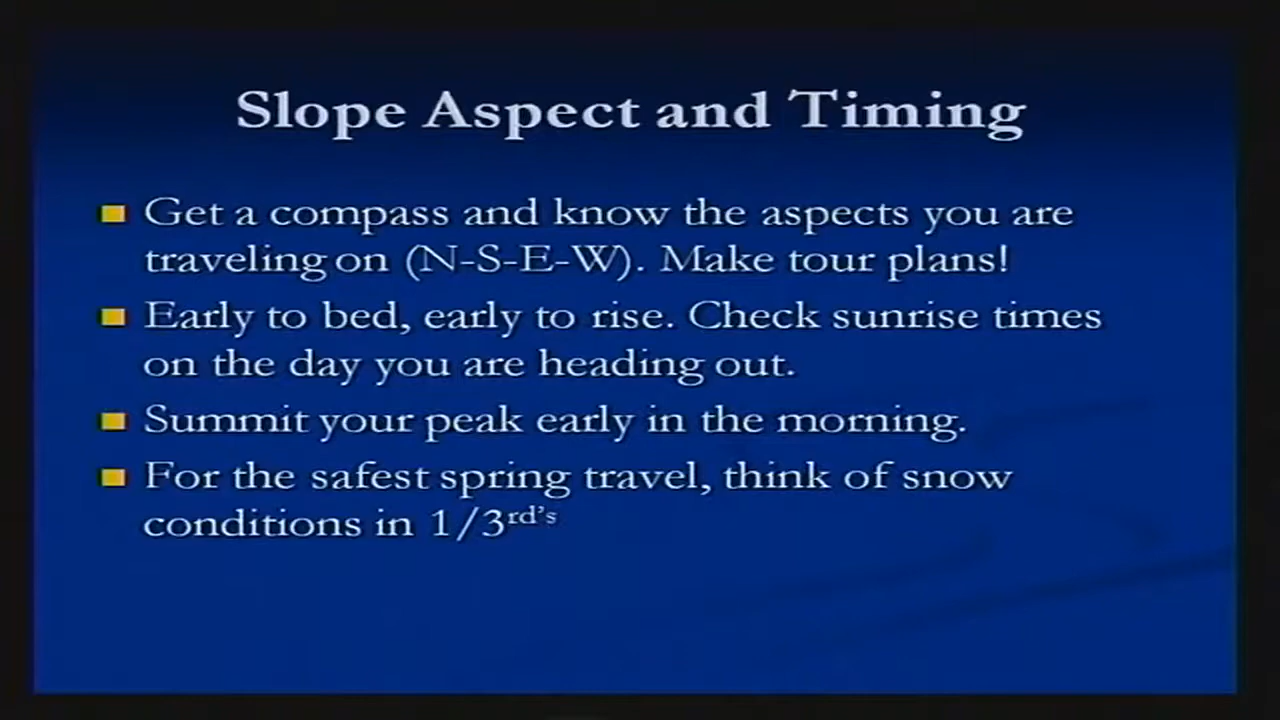 Slope Aspect and Timing
Get a compass and know the aspects you are
traveling on (N-S-E-W). Make tour plans!
Early to bed, early to rise. Check sunrise times
on the day you are heading out.
Summit your peak early in the morning.
For the safest spring travel, think of snow
conditions in 1/3rd's